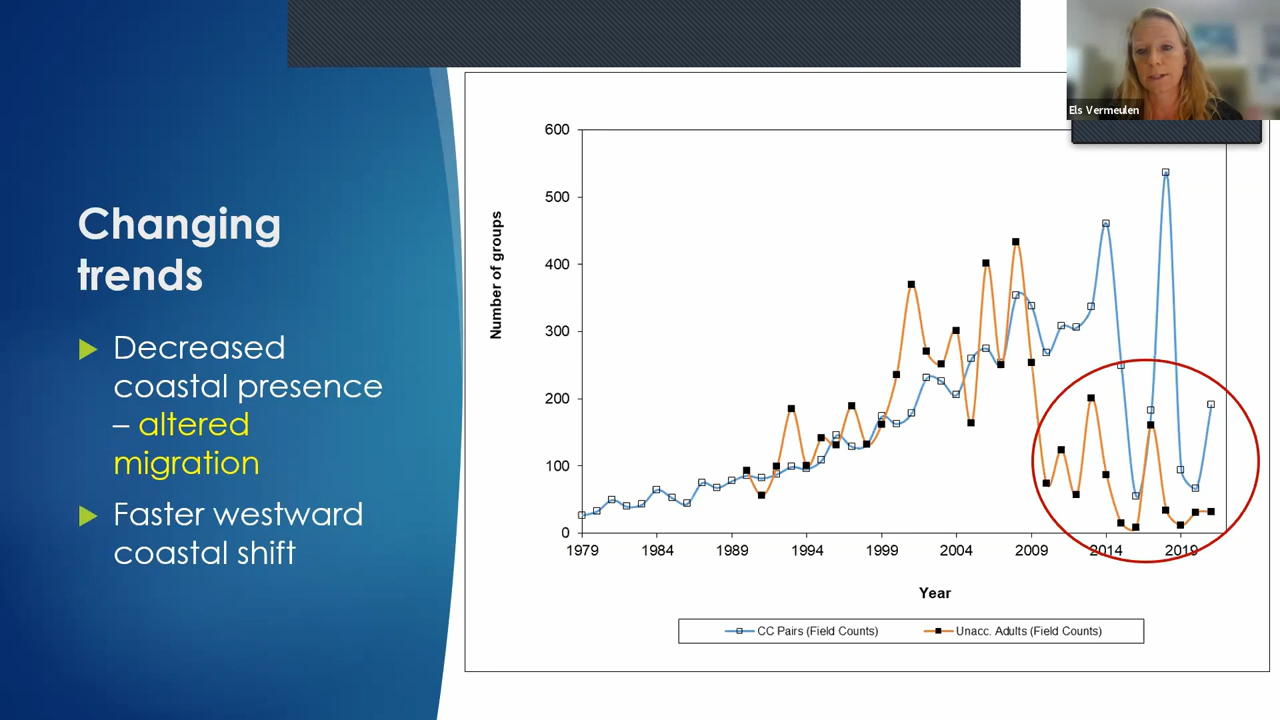 Els Vermeulen
Changing
trends
Decreased
coastal presence
– altered
migration
Faster westward
coastal shift
600
500
400
300
200
100
0
Number of groups
1979 1984 1989 1994 1999 2004 2009 2014 2019
Year
CC Pairs (Field Counts) Unacc. Adults (Field Counts)